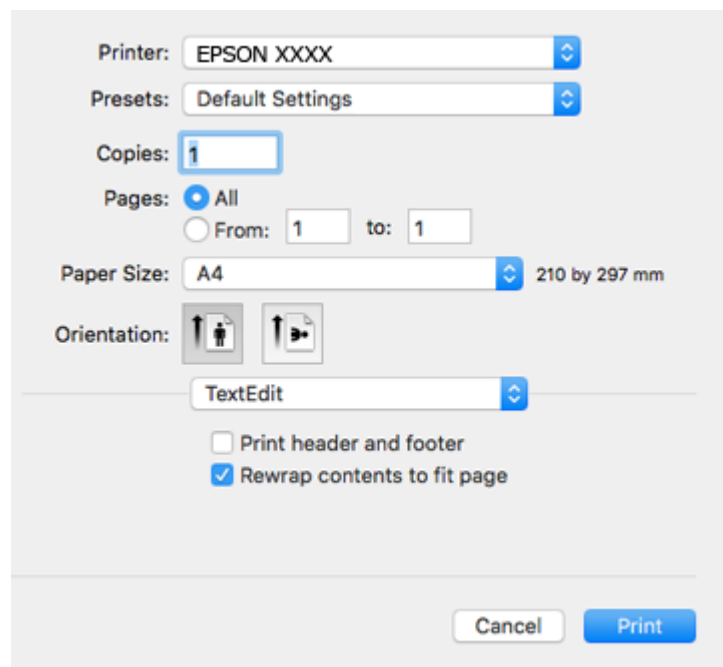 Printer: EPSON XXXX
Presets: Default Settings
Copies: 1
Pages: All
From: 1 to: 1
Paper Size: A4 210 by 297 mm
Orientation:
TextEdit
Print header and footer
Rewrap contents to fit page
Cancel Print